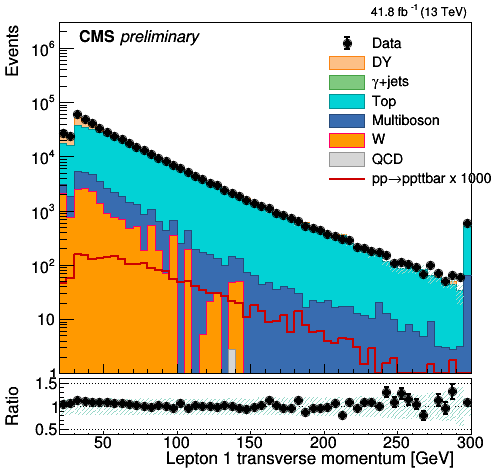 41.8 fb⁻¹ (13 TeV)
CMS preliminary
Events
10⁶
10⁵
10⁴
10³
10²
10
1
Data
DY
γ+jets
Top
Multiboson
W
QCD
pp→ppttbar x 1000
Ratio
1.5
1
0.5
50 100 150 200 250 300
Lepton 1 transverse momentum [GeV]